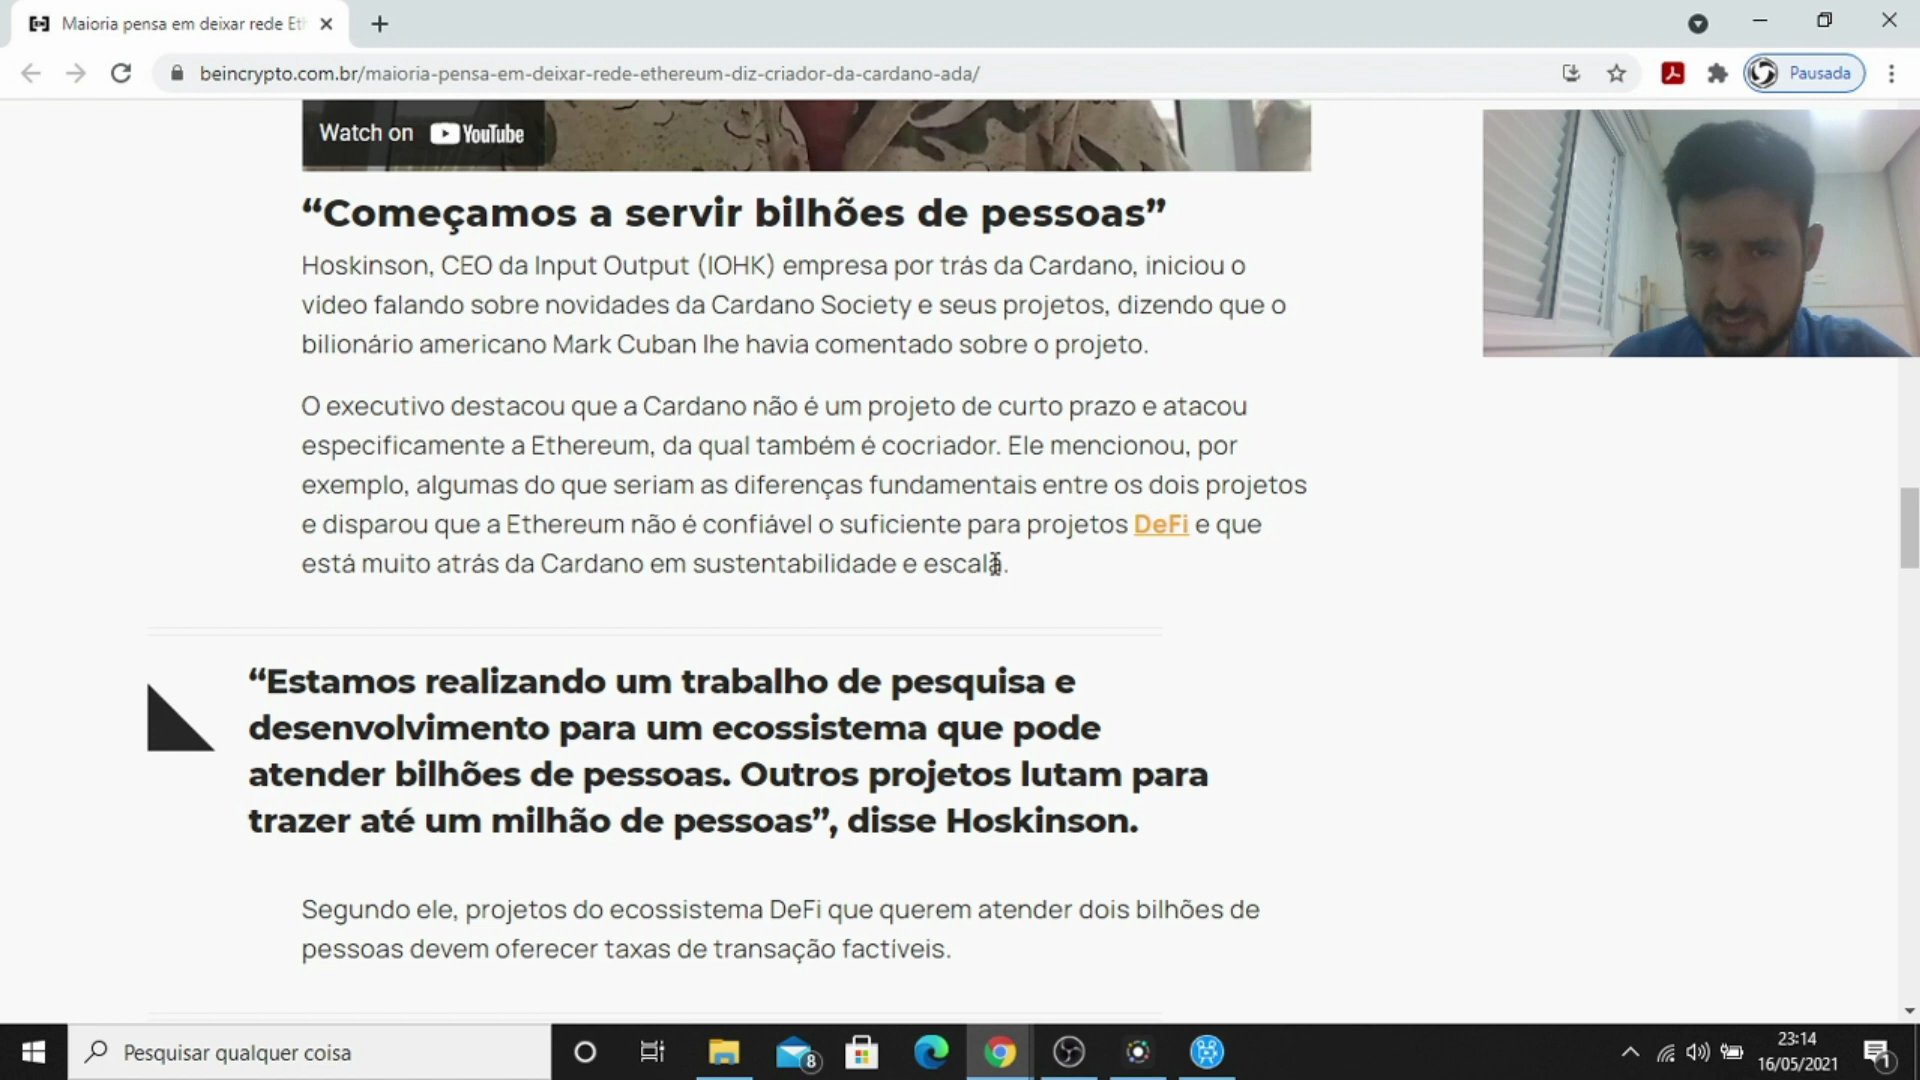 Maioria pensa em deixar rede Et
beincrypto.com.br/maioria-pensa-em-deixar-rede-ethereum-diz-criador-da-cardano-ada/
Pausada
Watch on YouTube
“Começamos a servir bilhões de pessoas”
Hoskinson, CEO da Input Output (IOHK) empresa por trás da Cardano, iniciou o
vídeo falando sobre novidades da Cardano Society e seus projetos, dizendo que o
bilionário americano Mark Cuban lhe havia comentado sobre o projeto.
O executivo destacou que a Cardano não é um projeto de curto prazo e atacou
especificamente a Ethereum, da qual também é cocriador. Ele mencionou, por
exemplo, algumas do que seriam as diferenças fundamentais entre os dois projetos
e disparou que a Ethereum não é confiável o suficiente para projetos DeFi e que
está muito atrás da Cardano em sustentabilidade e escala.
“Estamos realizando um trabalho de pesquisa e
desenvolvimento para um ecossistema que pode
atender bilhões de pessoas. Outros projetos lutam para
trazer até um milhão de pessoas”, disse Hoskinson.
Segundo ele, projetos do ecossistema DeFi que querem atender dois bilhões de
pessoas devem oferecer taxas de transação factíveis.
Pesquisar qualquer coisa
8
23:14
16/05/2021
1